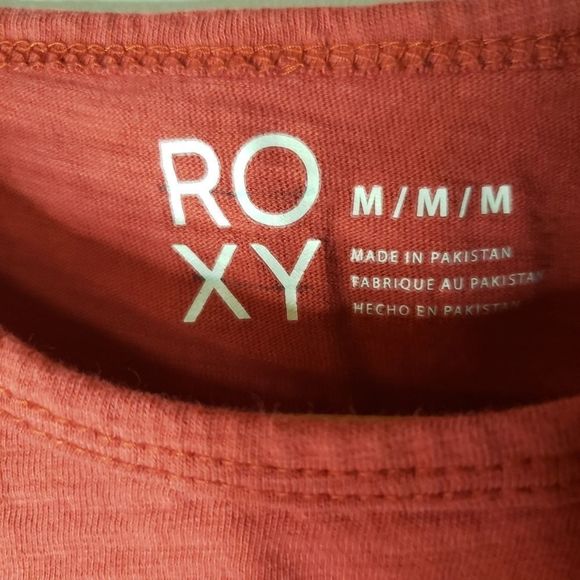 RO
XY
M / M / M
MADE IN PAKISTAN
FABRIQUE AU PAKISTAN
HECHO EN PAKISTAN